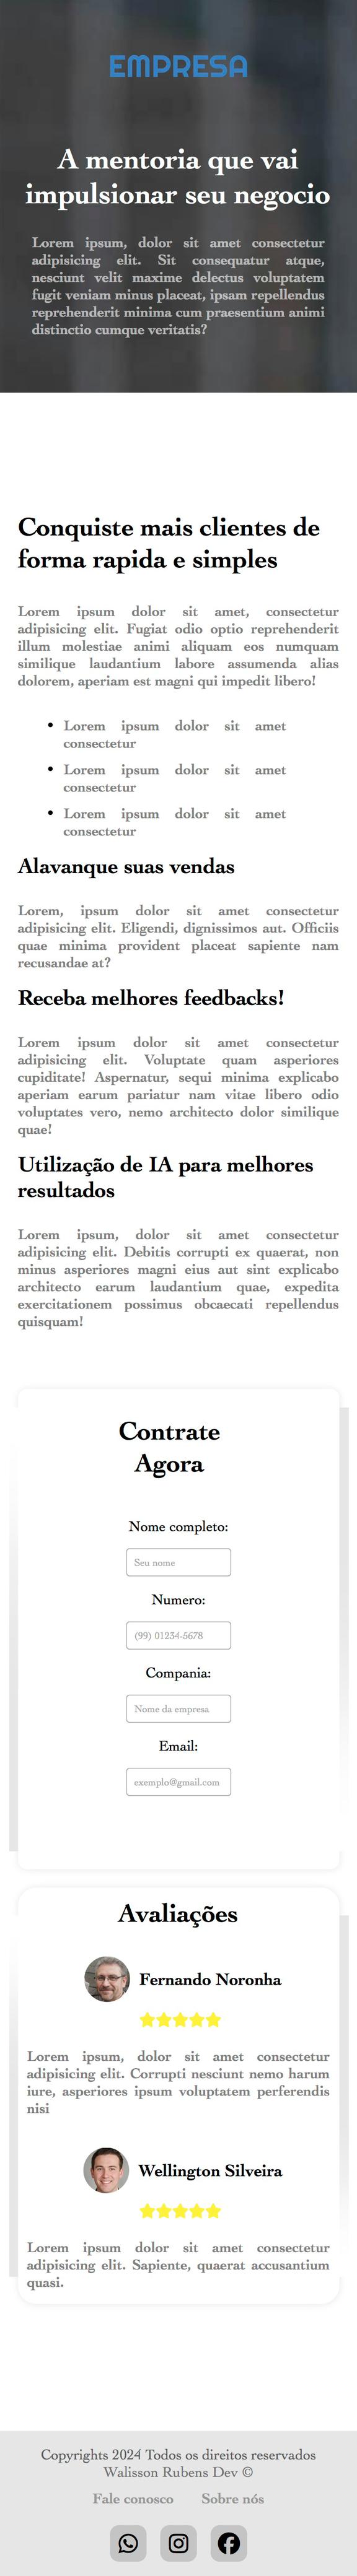 EMPRESA
A mentoria que vai
impulsionar seu negocio
Lorem ipsum, dolor sit amet consectetur
adipisicing elit. Sit consequatur atque,
nesciunt velit maxime delectus voluptatem
fugit veniam minus placeat, ipsam repellendus
reprehenderit minima cum praesentium animi
distinctio cumque veritatis?
Conquiste mais clientes de
forma rapida e simples
Lorem ipsum dolor sit amet, consectetur
adipisicing elit. Fugiat odio optio reprehenderit
illum molestiae animi aliquam eos numquam
similique laudantium labore assumenda alias
dolorem, aperiam est magni qui impedit libero!
• Lorem ipsum dolor sit amet
consectetur
• Lorem ipsum dolor sit amet
consectetur
• Lorem ipsum dolor sit amet
consectetur
Alavanque suas vendas
Lorem, ipsum dolor sit amet consectetur
adipisicing elit. Eligendi, dignissimos aut. Officiis
quae minima provident placeat sapiente nam
recusandae at?
Receba melhores feedbacks!
Lorem ipsum dolor sit amet consectetur
adipisicing elit. Voluptate quam asperiores
cupiditate! Aspernatur, sequi minima explicabo
aperiam earum pariatur nam vitae libero odio
voluptates vero, nemo architecto dolor similique
quae!
Utilização de IA para melhores
resultados
Lorem ipsum, dolor sit amet consectetur
adipisicing elit. Debitis corrupti ex quaerat, non
minus asperiores magni eius aut sint explicabo
architecto earum laudantium quae, expedita
exercitationem possimus obcaecati repellendus
quisquam!
Contrate
Agora
Nome completo:
Seu nome
Numero:
(99) 01234-5678
Compania:
Nome da empresa
Email:
exemplo@gmail.com
Avaliações
Fernando Noronha
Lorem ipsum, dolor sit amet consectetur
adipisicing elit. Corrupti nesciunt nemo harum
iure, asperiores ipsum voluptatem perferendis
nisi
Wellington Silveira
Lorem ipsum dolor sit amet consectetur
adipisicing elit. Sapiente, quaerat accusantium
quasi.
Copyrights 2024 Todos os direitos reservados
Walisson Rubens Dev ©
Fale conosco Sobre nós